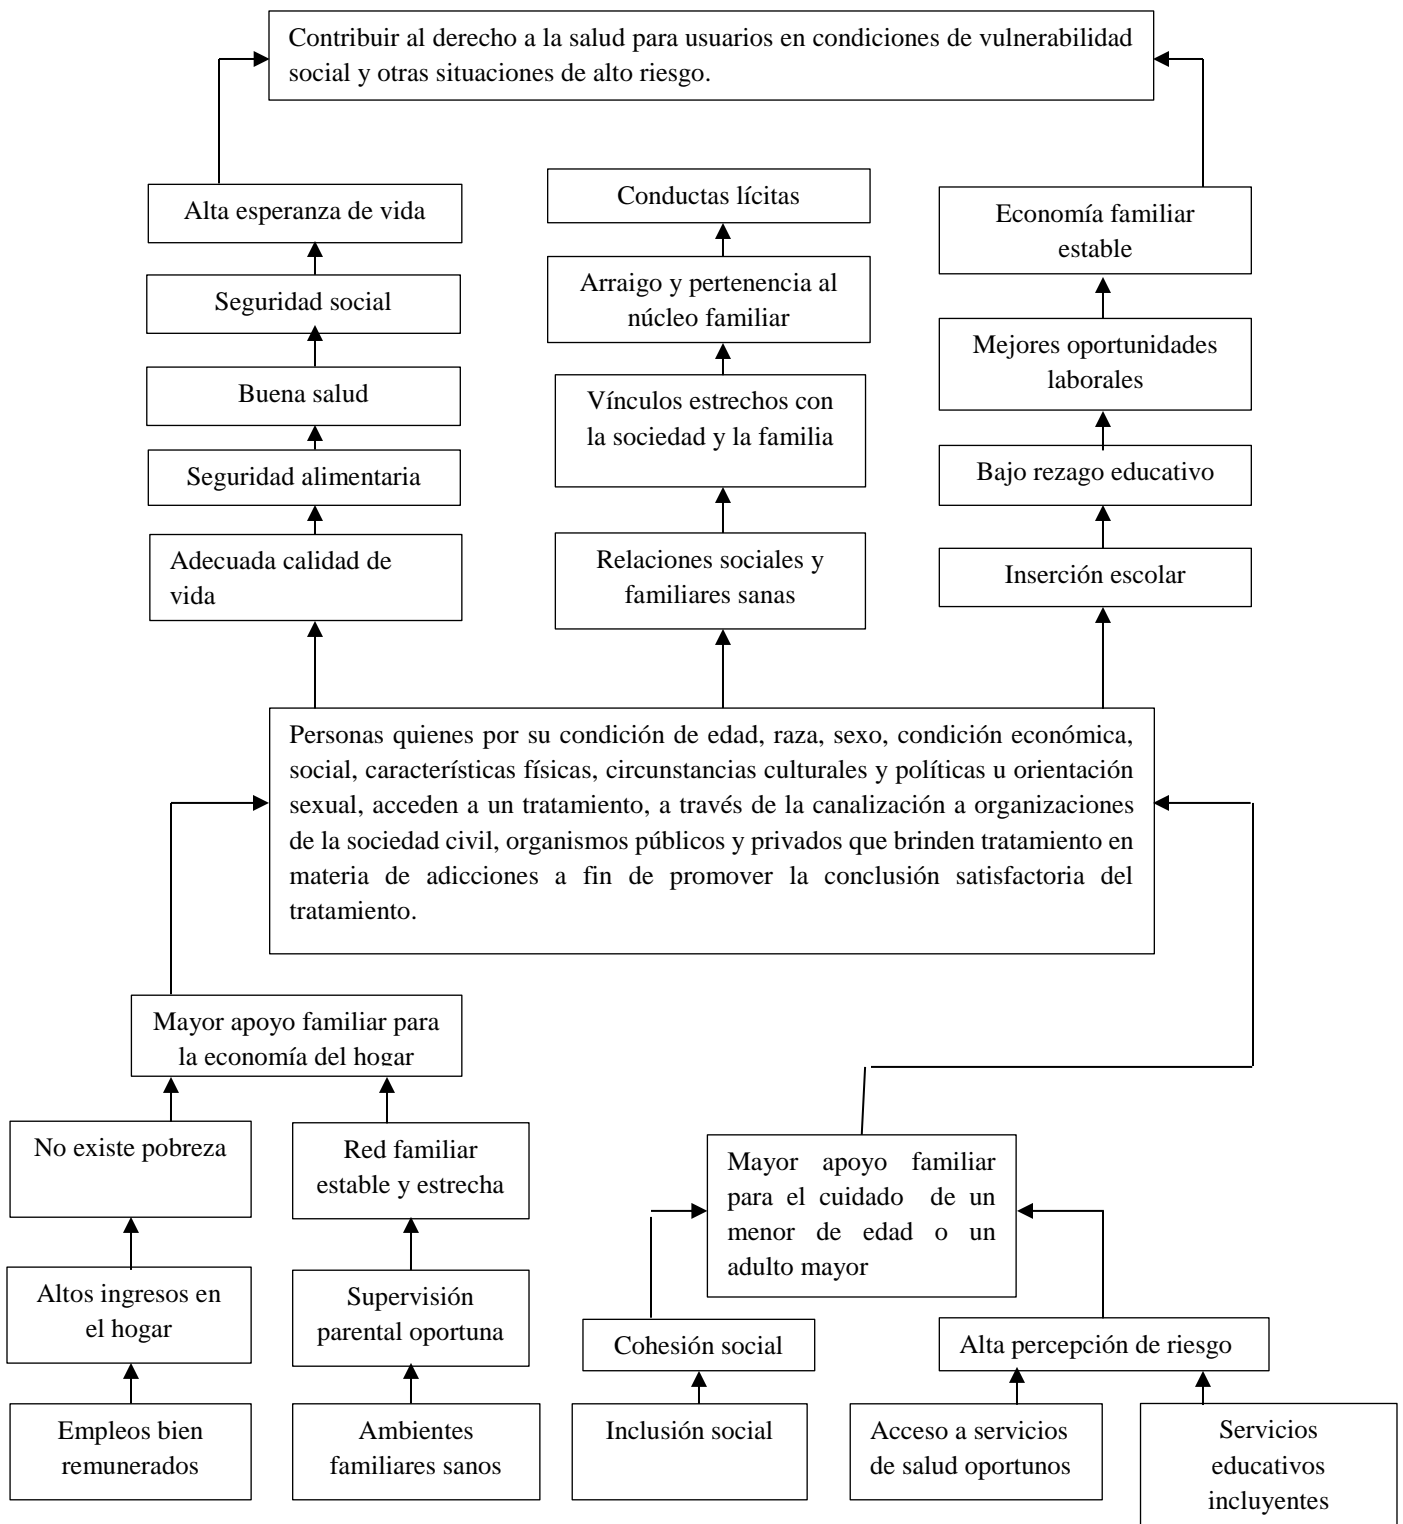 Contribuir al derecho a la salud para usuarios en condiciones de vulnerabilidad
social y otras situaciones de alto riesgo.
Alta esperanza de vida
Conductas lícitas
Economía familiar
estable
Seguridad social
Arraigo y pertenencia al
núcleo familiar
Mejores oportunidades
laborales
Buena salud
Vínculos estrechos con
la sociedad y la familia
Seguridad alimentaria
Bajo rezago educativo
Adecuada calidad de
vida
Relaciones sociales y
familiares sanas
Inserción escolar
Personas quienes por su condición de edad, raza, sexo, condición económica,
social, características físicas, circunstancias culturales y políticas u orientación
sexual, acceden a un tratamiento, a través de la canalización a organizaciones
de la sociedad civil, organismos públicos y privados que brinden tratamiento en
materia de adicciones a fin de promover la conclusión satisfactoria del
tratamiento.
Mayor apoyo familiar para
la economía del hogar
No existe pobreza
Red familiar
estable y estrecha
Mayor apoyo familiar
para el cuidado de un
menor de edad o un
adulto mayor
Altos ingresos en
el hogar
Supervisión
parental oportuna
Cohesión social
Alta percepción de riesgo
Empleos bien
remunerados
Ambientes
familiares sanos
Inclusión social
Acceso a servicios
de salud oportunos
Servicios
educativos
incluyentes